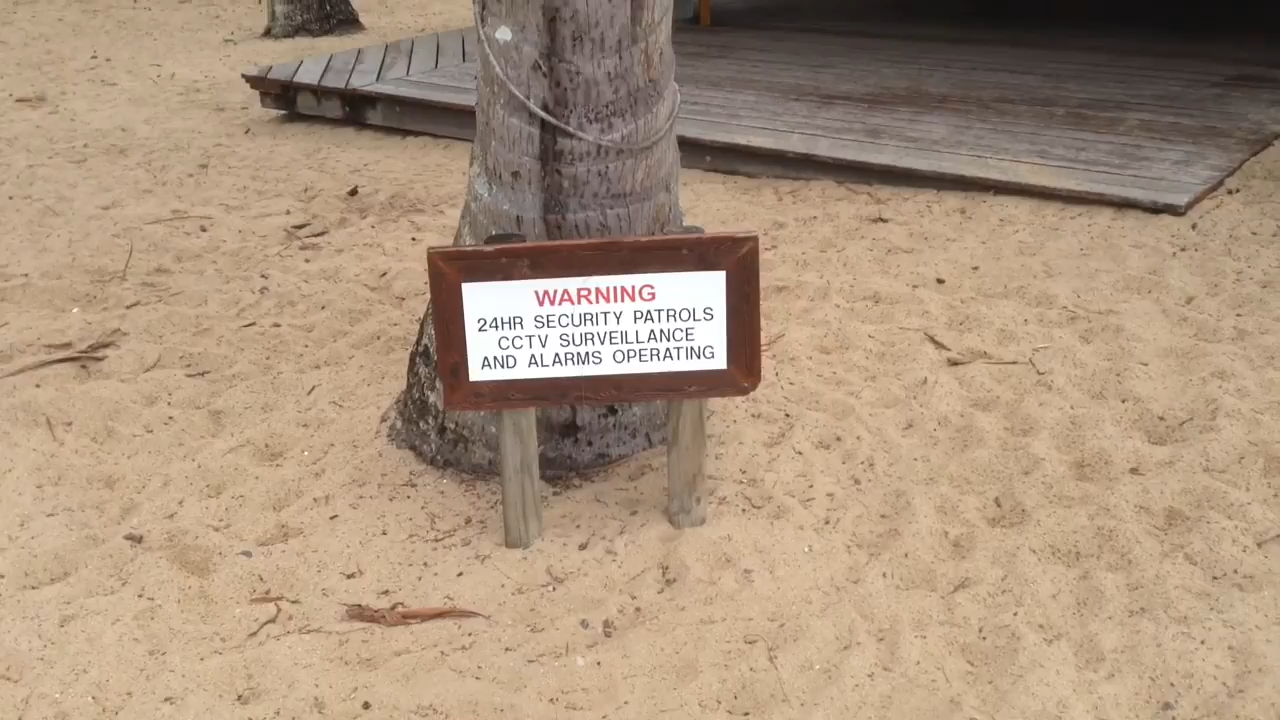 WARNING
24HR SECURITY PATROLS
CCTV SURVEILLANCE
AND ALARMS OPERATING